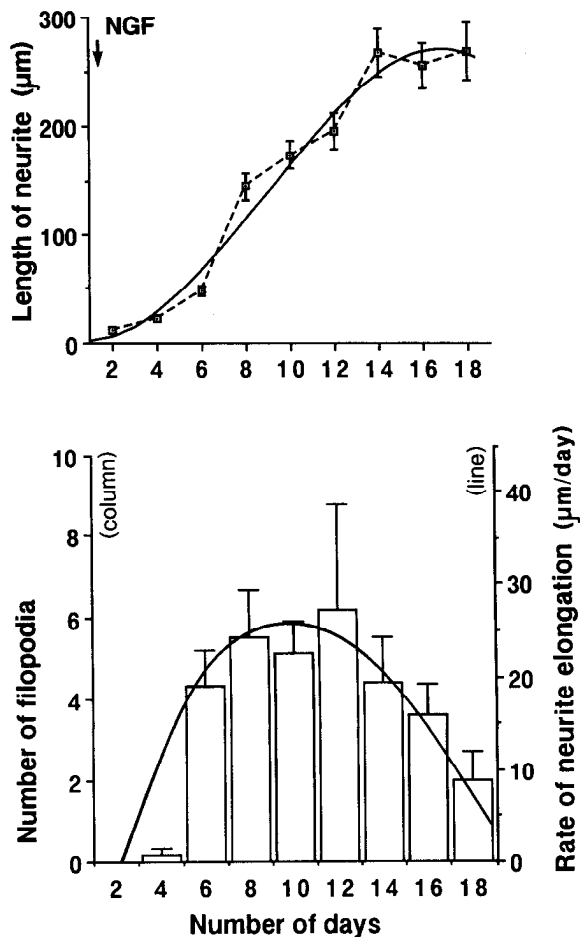 NGF
Length of neurite (µm)
300
200
100
0
2 4 6 8 10 12 14 16 18
Number of filopodia
(column)
10
8
6
4
2
0
(line)
Rate of neurite elongation (µm/day)
40
30
20
10
0
2 4 6 8 10 12 14 16 18
Number of days